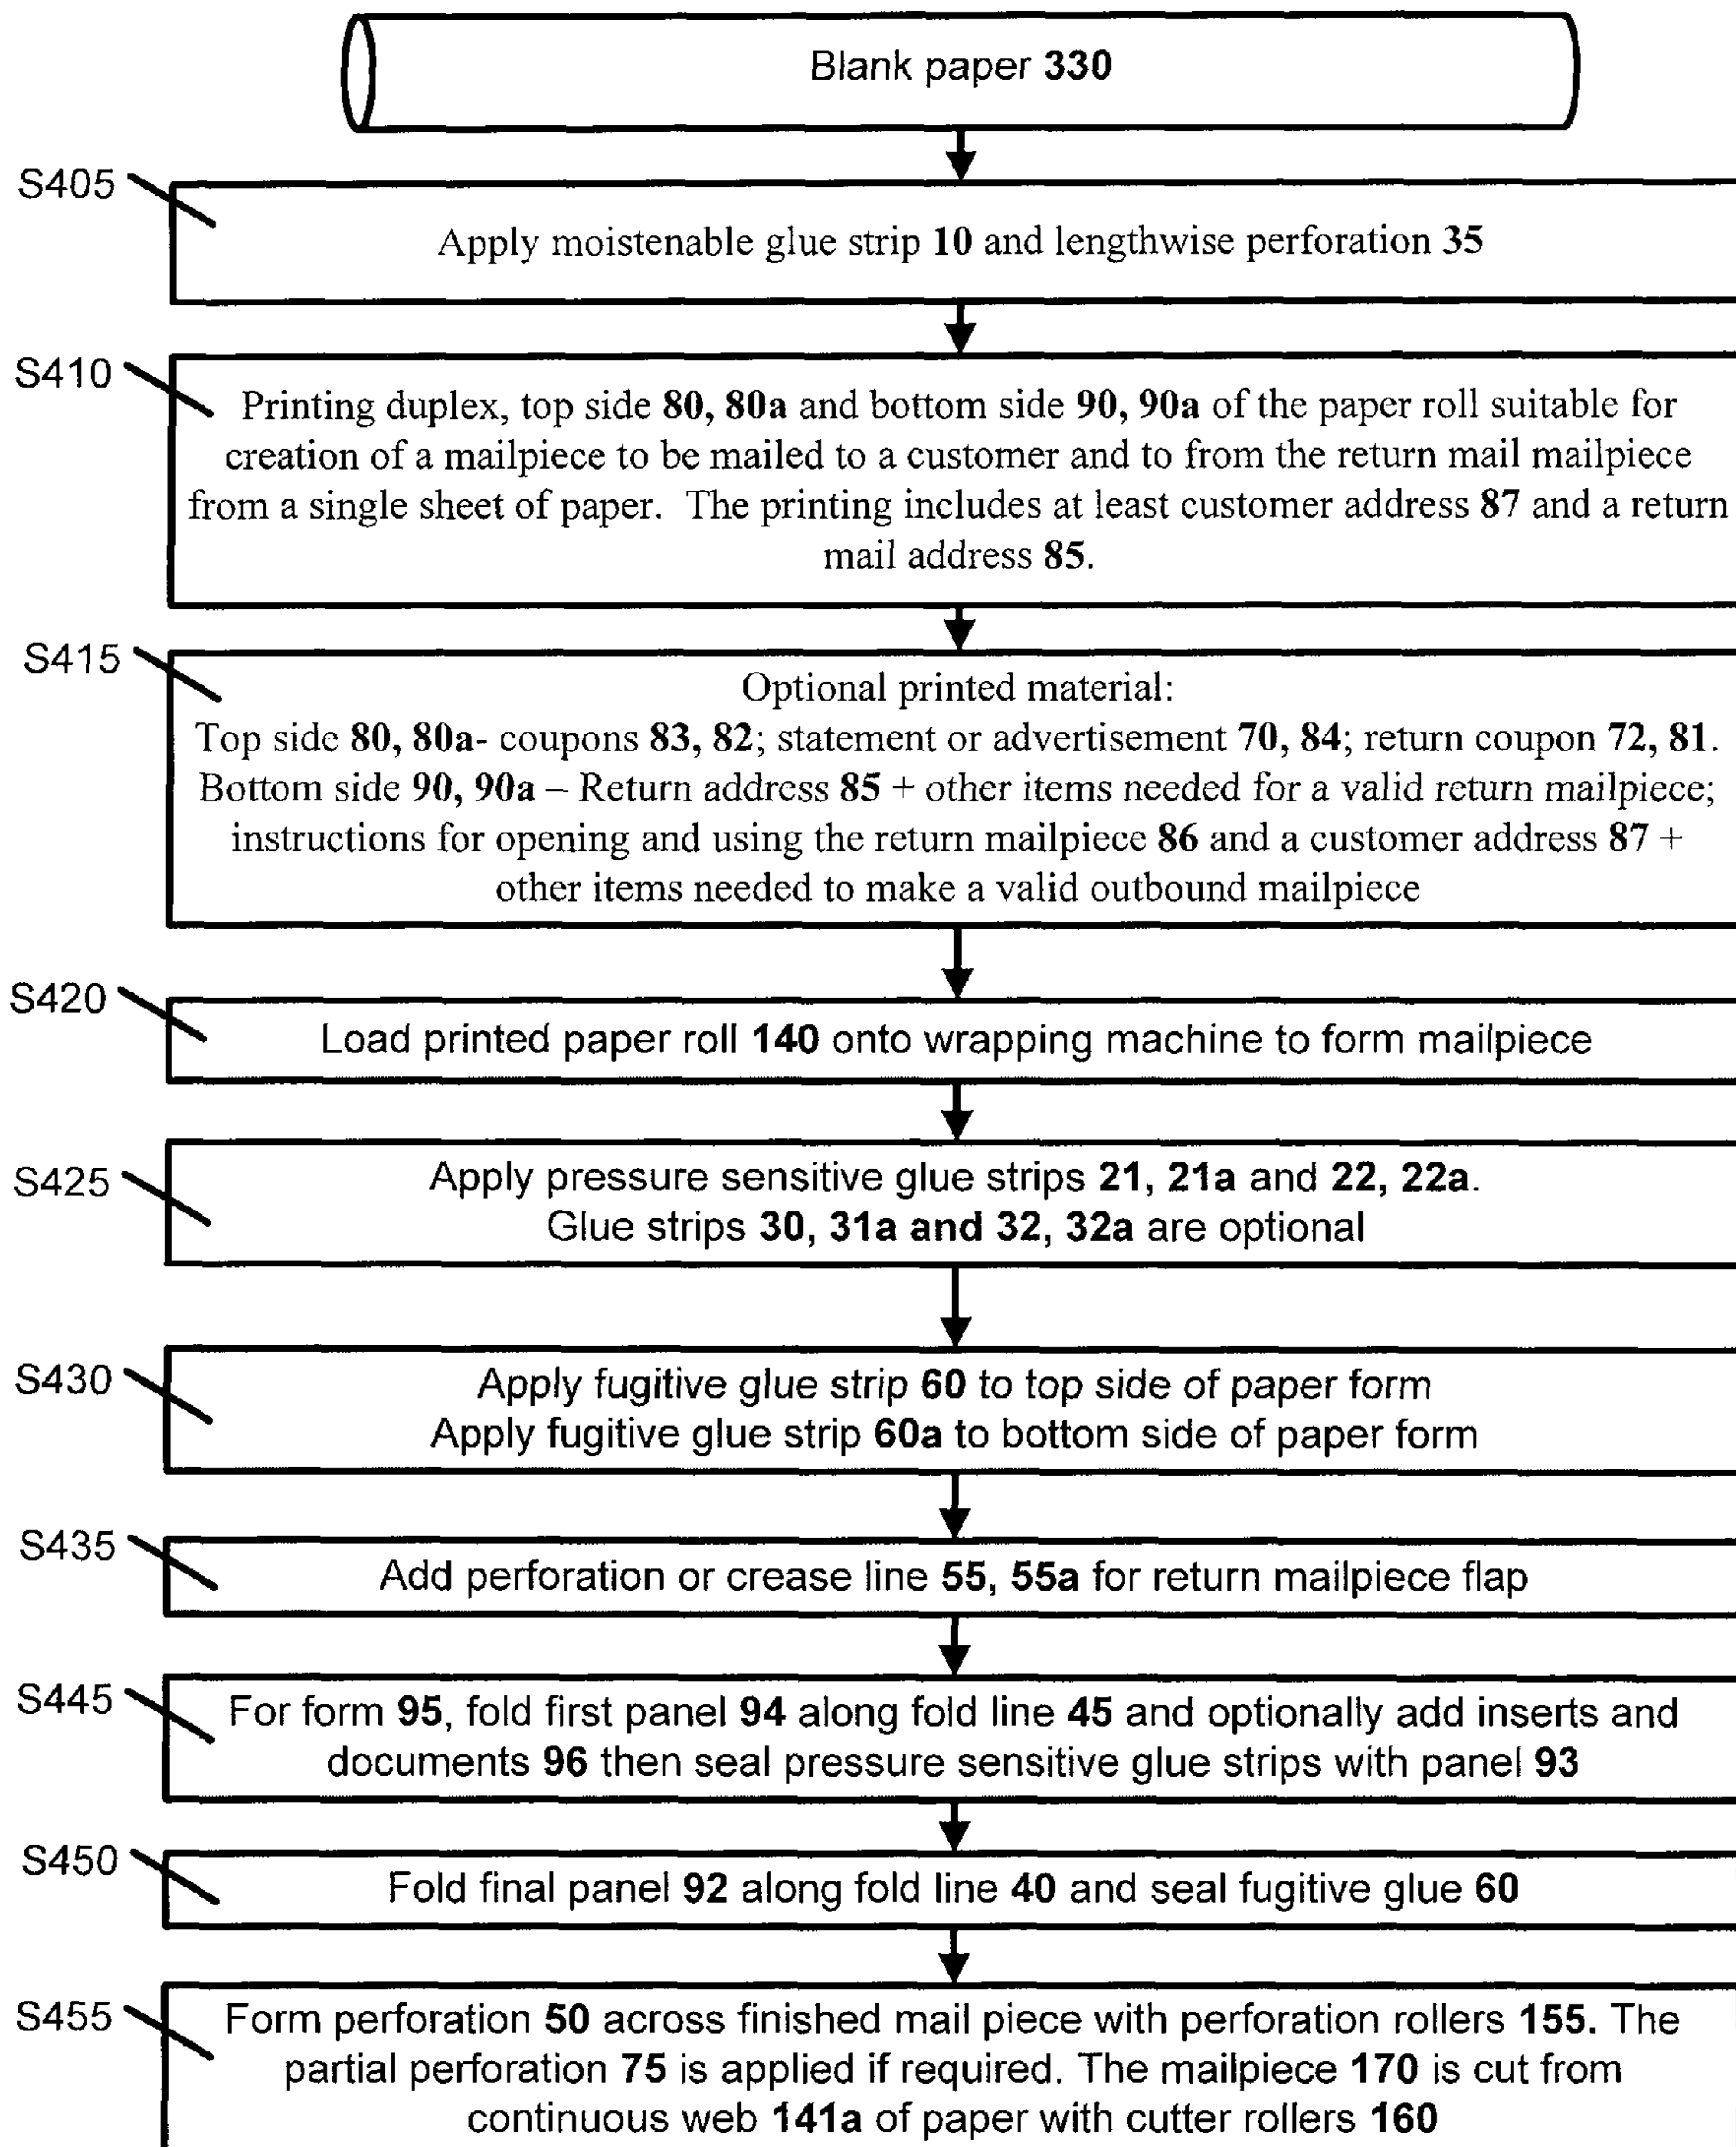 Blank paper 330
S405
Apply moistenable glue strip 10 and lengthwise perforation 35
S410
Printing duplex, top side 80, 80a and bottom side 90, 90a of the paper roll suitable for
creation of a mailpiece to be mailed to a customer and to from the return mail mailpiece
from a single sheet of paper. The printing includes at least customer address 87 and a return
mail address 85.
S415
Optional printed material:
Top side 80, 80a- coupons 83, 82; statement or advertisement 70, 84; return coupon 72, 81.
Bottom side 90, 90a – Return address 85 + other items needed for a valid return mailpiece;
instructions for opening and using the return mailpiece 86 and a customer address 87 +
other items needed to make a valid outbound mailpiece
S420
Load printed paper roll 140 onto wrapping machine to form mailpiece
S425
Apply pressure sensitive glue strips 21, 21a and 22, 22a.
Glue strips 30, 31a and 32, 32a are optional
S430
Apply fugitive glue strip 60 to top side of paper form
Apply fugitive glue strip 60a to bottom side of paper form
S435
Add perforation or crease line 55, 55a for return mailpiece flap
S445
For form 95, fold first panel 94 along fold line 45 and optionally add inserts and
documents 96 then seal pressure sensitive glue strips with panel 93
S450
Fold final panel 92 along fold line 40 and seal fugitive glue 60
S455
Form perforation 50 across finished mail piece with perforation rollers 155. The
partial perforation 75 is applied if required. The mailpiece 170 is cut from
continuous web 141a of paper with cutter rollers 160